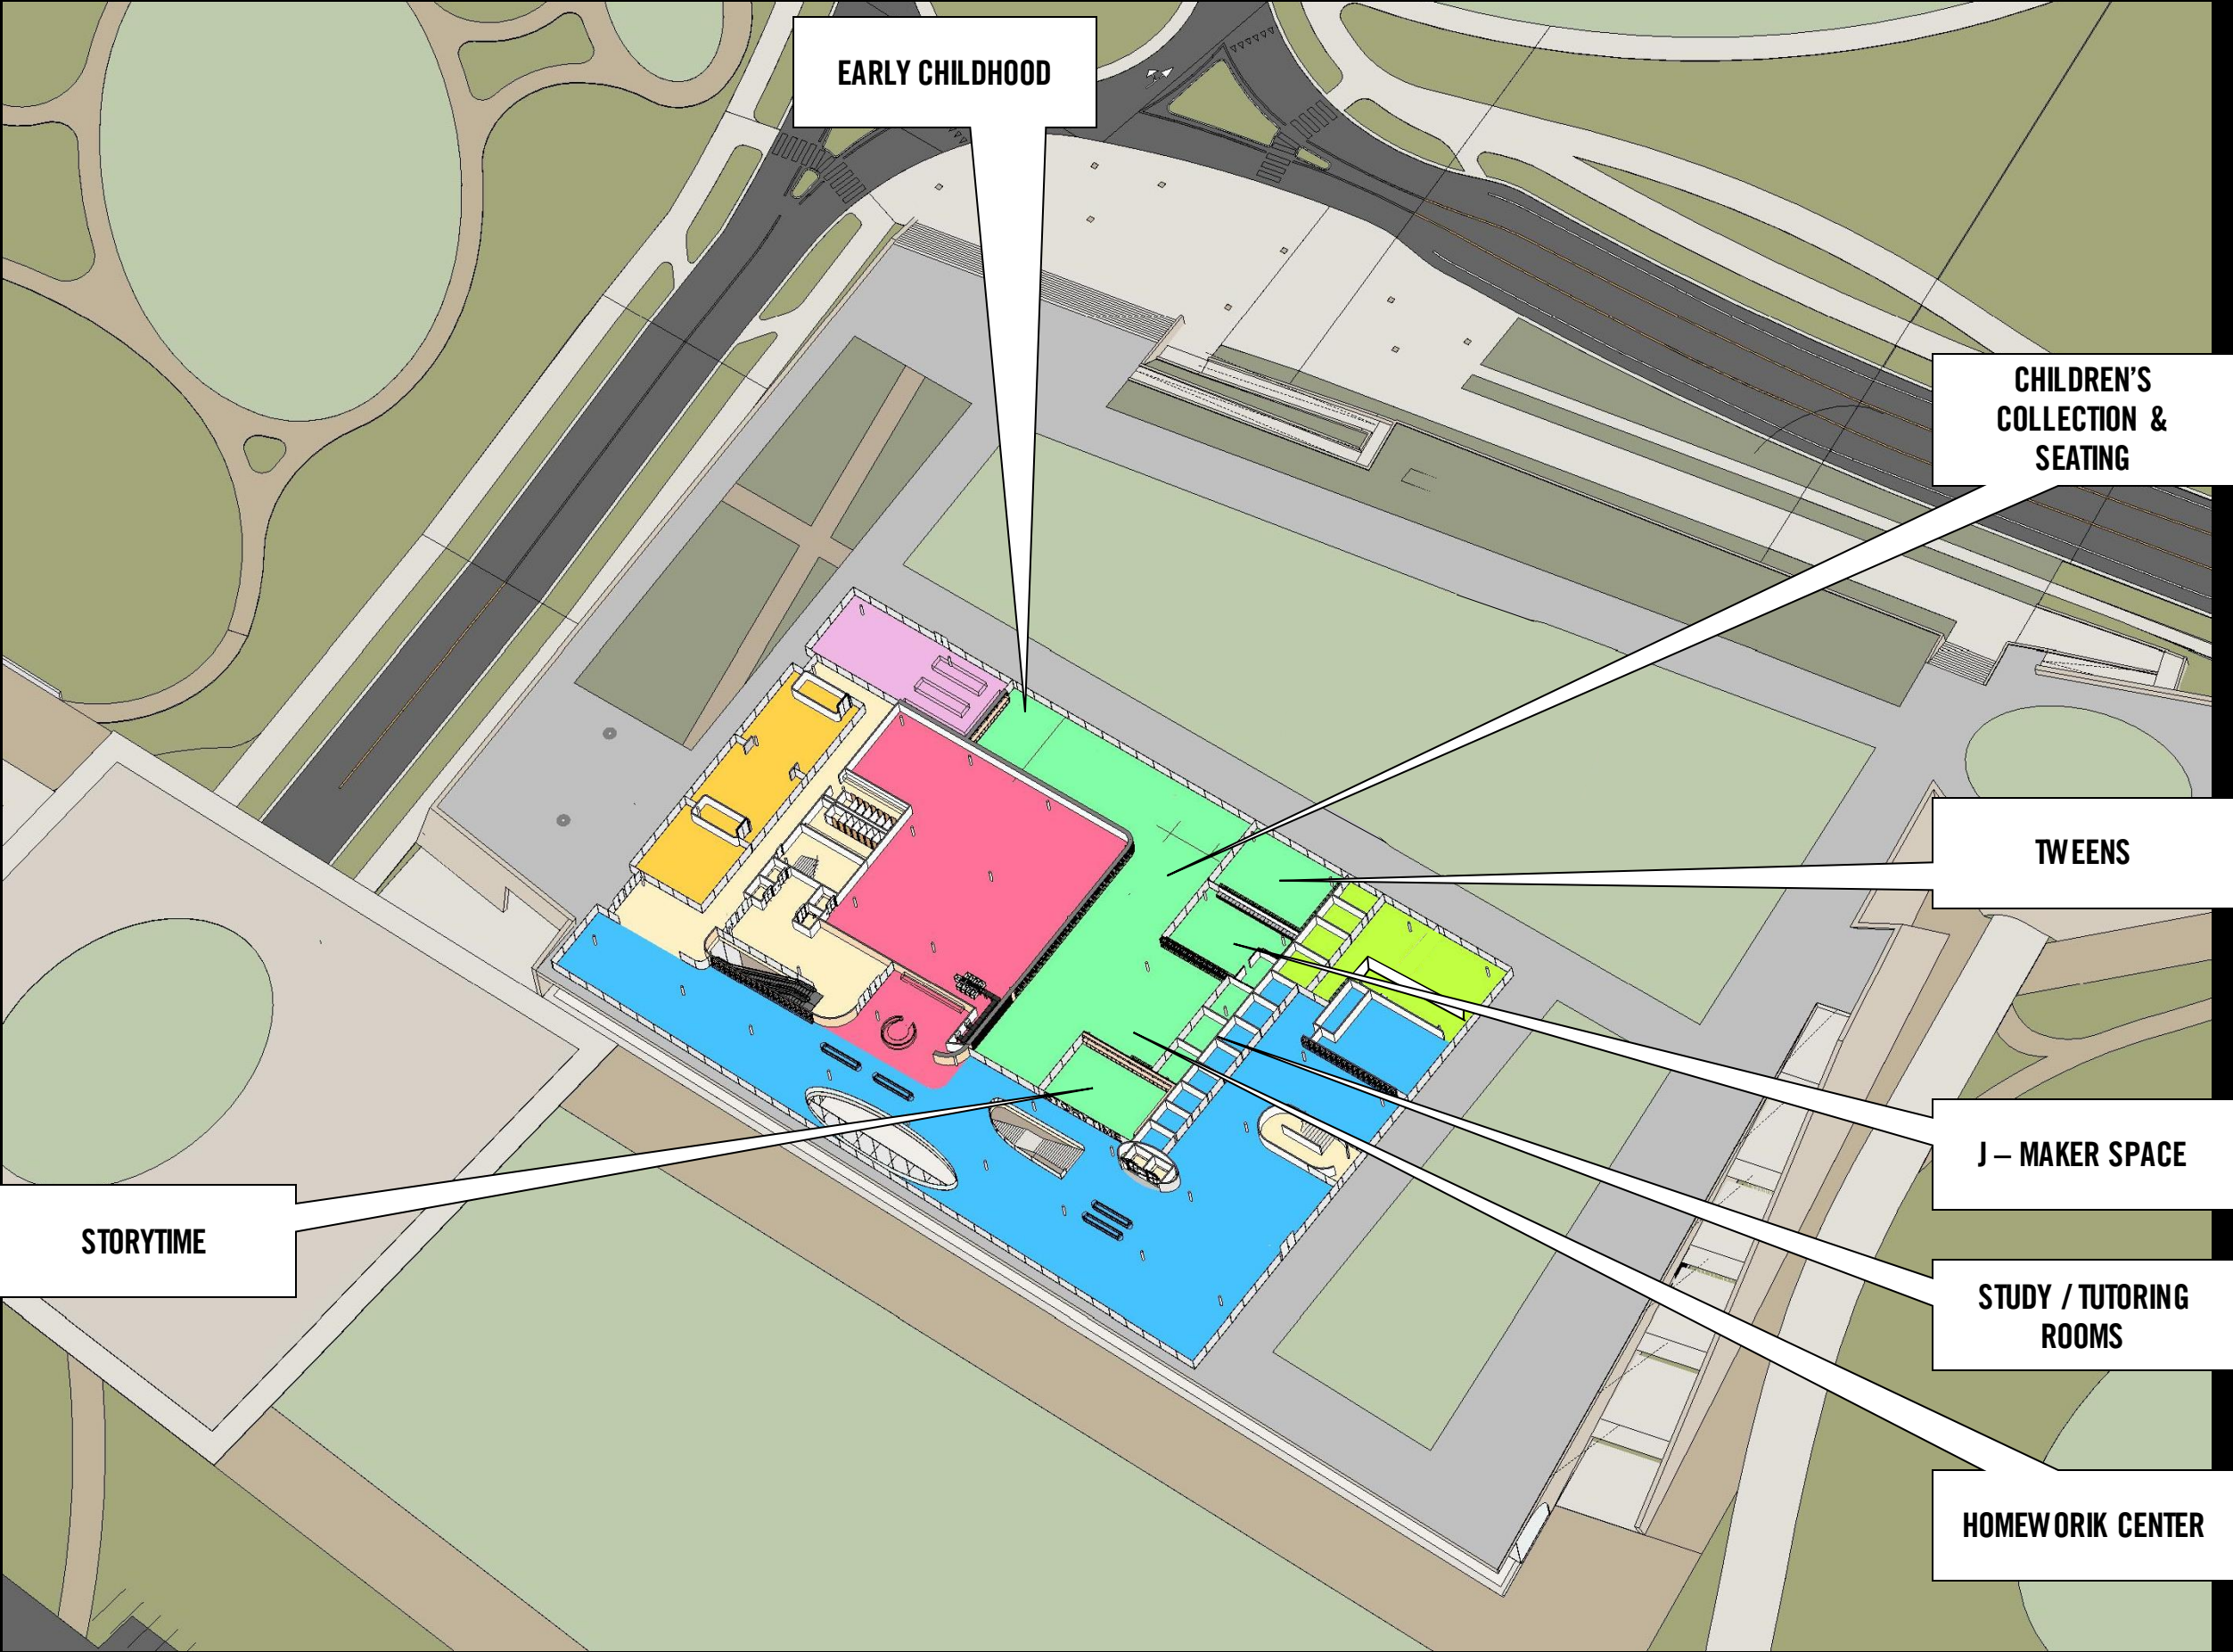 EARLY CHILDHOOD
CHILDREN'S
COLLECTION &
SEATING
TWEENS
J – MAKER SPACE
STORYTIME
STUDY / TUTORING
ROOMS
HOMEWORIK CENTER